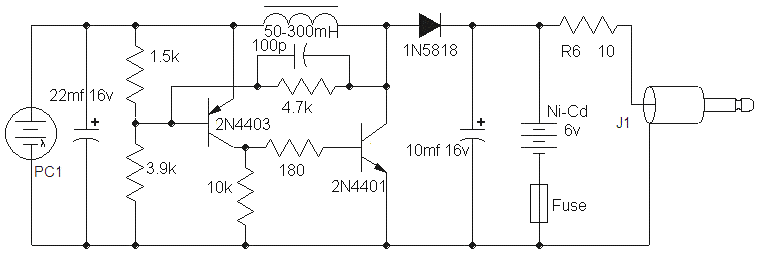 50-300mH
100p
1N5818
1.5k
R6 10
22mf 16v
4.7k
2N4403
Ni-Cd
6v
J1
PC1
3.9k
180
10mf 16v
10k
2N4401
Fuse